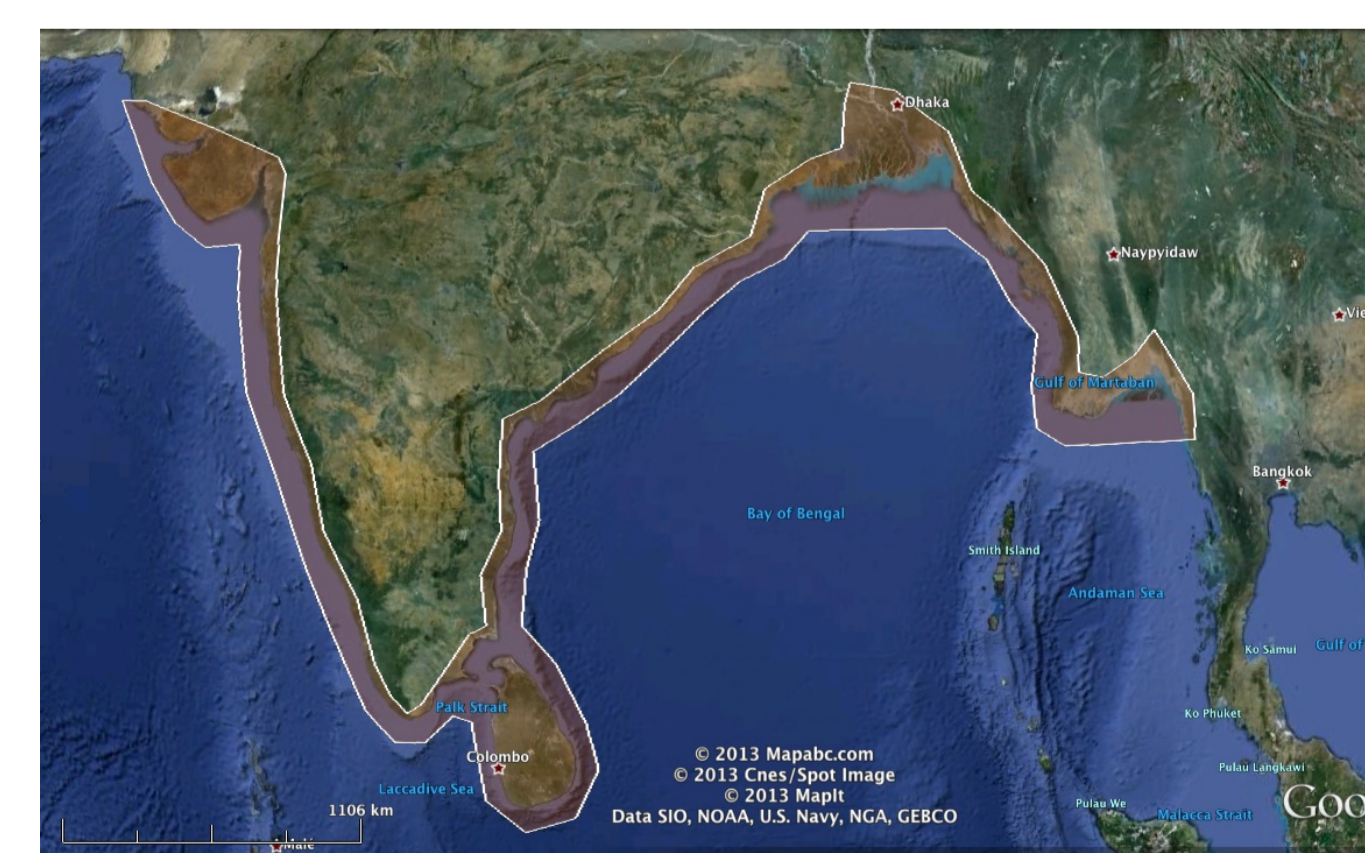 Dhaka
Naypyidaw
Vie
Gulf of Martaban
Bangkok
Bay of Bengal
Smith Island
Andaman Sea
Ko Samui
Gulf of
Palk Strait
Ko Phuket
Colombo
© 2013 Mapabc.com
© 2013 Cnes/Spot Image
© 2013 MapIt
Data SIO, NOAA, U.S. Navy, NGA, GEBCO
Pulau Langkawi
Laccadive Sea
1106 km
Pulau We
Malacca Strait
Goo
Male